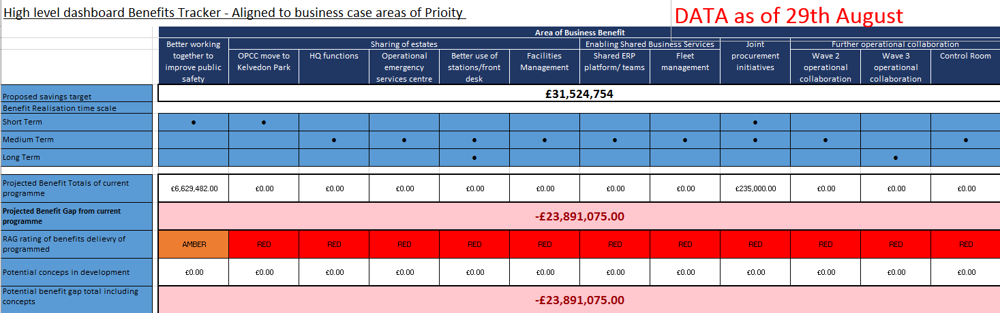 High level dashboard Benefits Tracker - Aligned to business case areas of Prioity
DATA as of 29th August
Area of Business Benefit
Better working together to improve public safety
Sharing of estates
Enabling Shared Business Services
Joint procurement initiatives
Further operational collaboration
OPCC move to Kelvedon Park
HQ functions
Operational emergency services centre
Better use of stations/front desk
Facilities Management
Shared ERP platform/ teams
Fleet management
Wave 2 operational collaboration
Wave 3 operational collaboration
Control Room
Proposed savings target £31,524,754
Benefit Realisation time scale
Short Term ● ● ●
Medium Term ● ● ● ● ● ● ● ● ●
Long Term ● ●
Projected Benefit Totals of current programme £6,629,482.00 £0.00 £0.00 £0.00 £0.00 £0.00 £0.00 £0.00 £235,000.00 £0.00 £0.00 £0.00
Projected Benefit Gap from current programme -£23,891,075.00
RAG rating of benefits delievry of programmed AMBER RED RED RED RED RED RED RED RED RED RED RED
Potential conceps in development £0.00 £0.00 £0.00 £0.00 £0.00 £0.00 £0.00 £0.00 £0.00 £0.00 £0.00 £0.00
Potential benefit gap total including concepts -£23,891,075.00